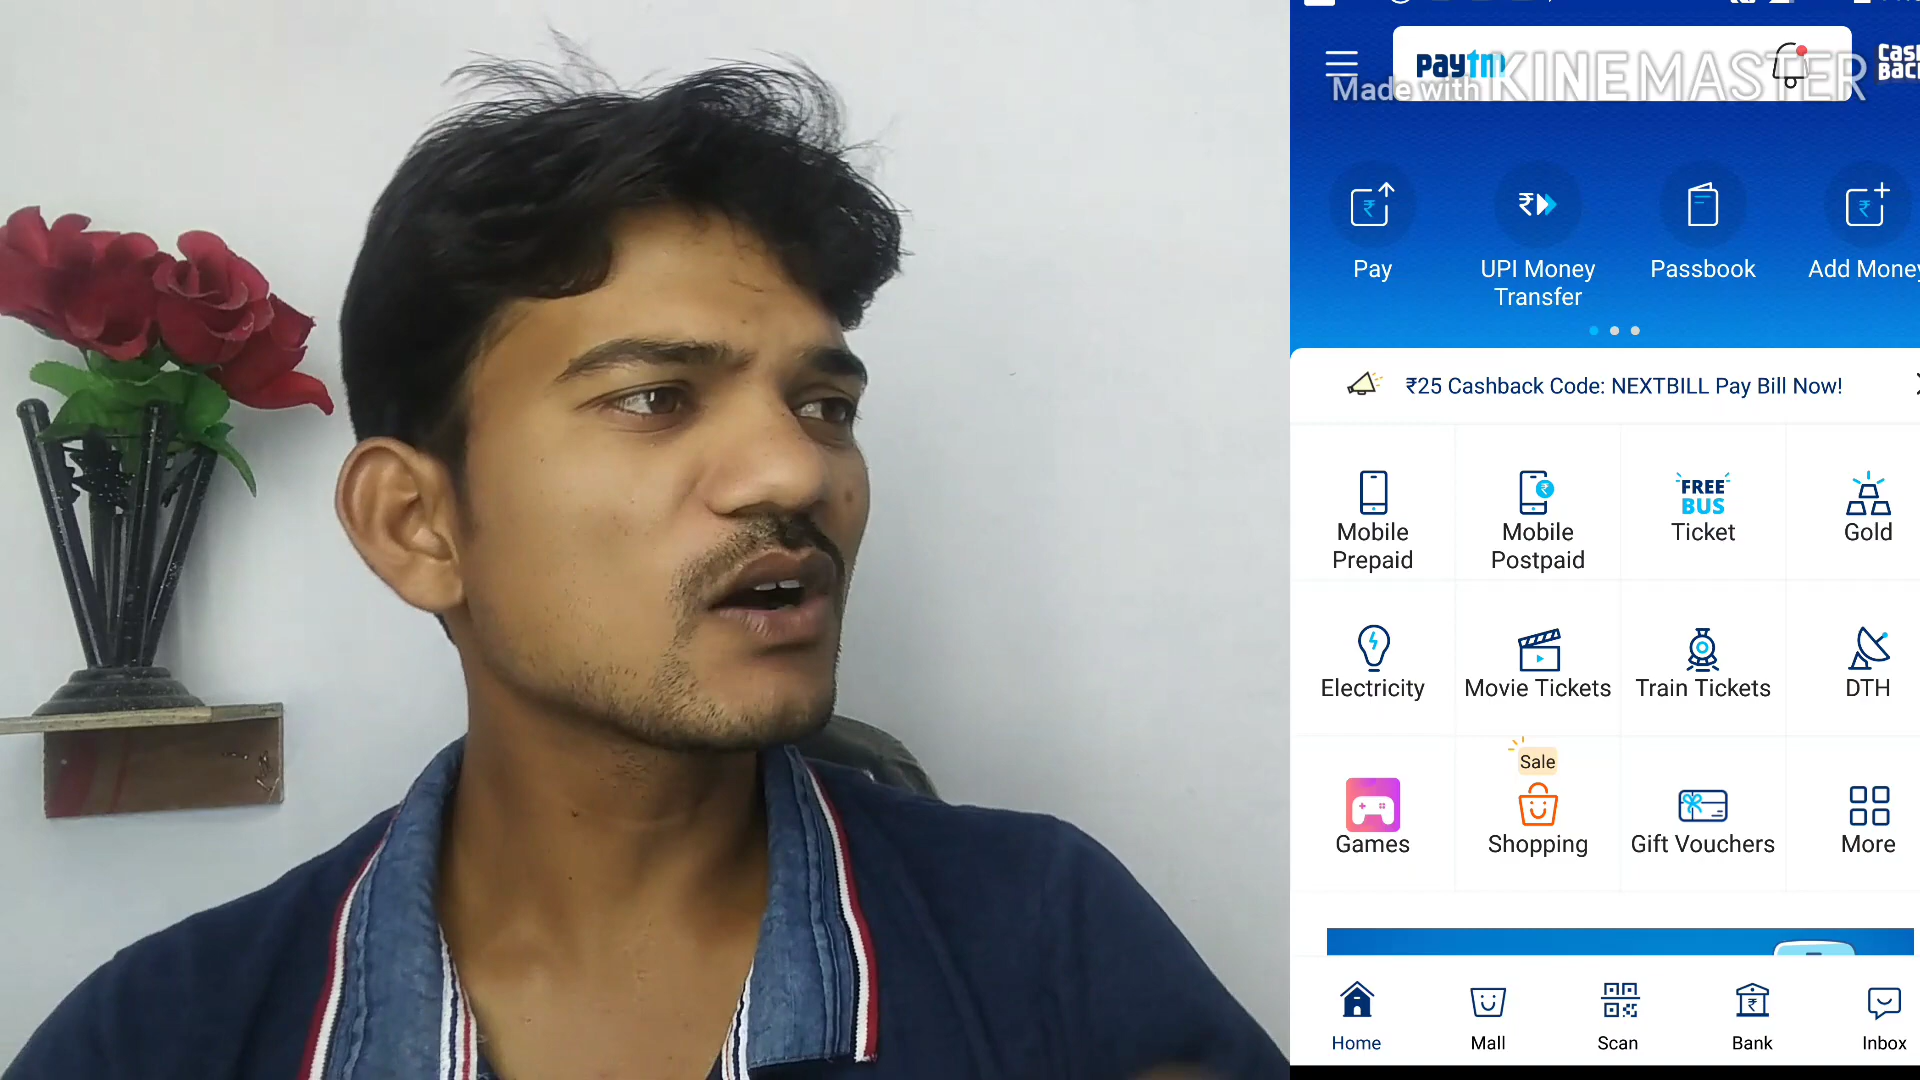 paytm
Cash
Back
Made with KINEMASTER
Pay
UPI Money
Transfer
Passbook
Add Money
₹25 Cashback Code: NEXTBILL Pay Bill Now!
Mobile
Prepaid
Mobile
Postpaid
FREE
BUS
Ticket
Gold
Electricity
Movie Tickets
Train Tickets
DTH
Sale
Games
Shopping
Gift Vouchers
More
Home
Mall
Scan
Bank
Inbox